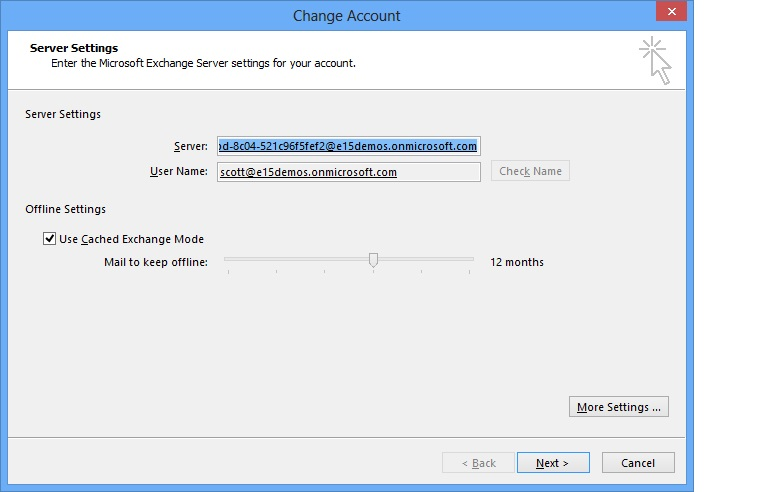 Change Account
Server Settings
Enter the Microsoft Exchange Server settings for your account.
Server Settings
Server: d-8c04-521c96f5fef2@e15demos.onmicrosoft.com
User Name: scott@e15demos.onmicrosoft.com Check Name
Offline Settings
Use Cached Exchange Mode
Mail to keep offline: 12 months
More Settings ...
< Back Next > Cancel